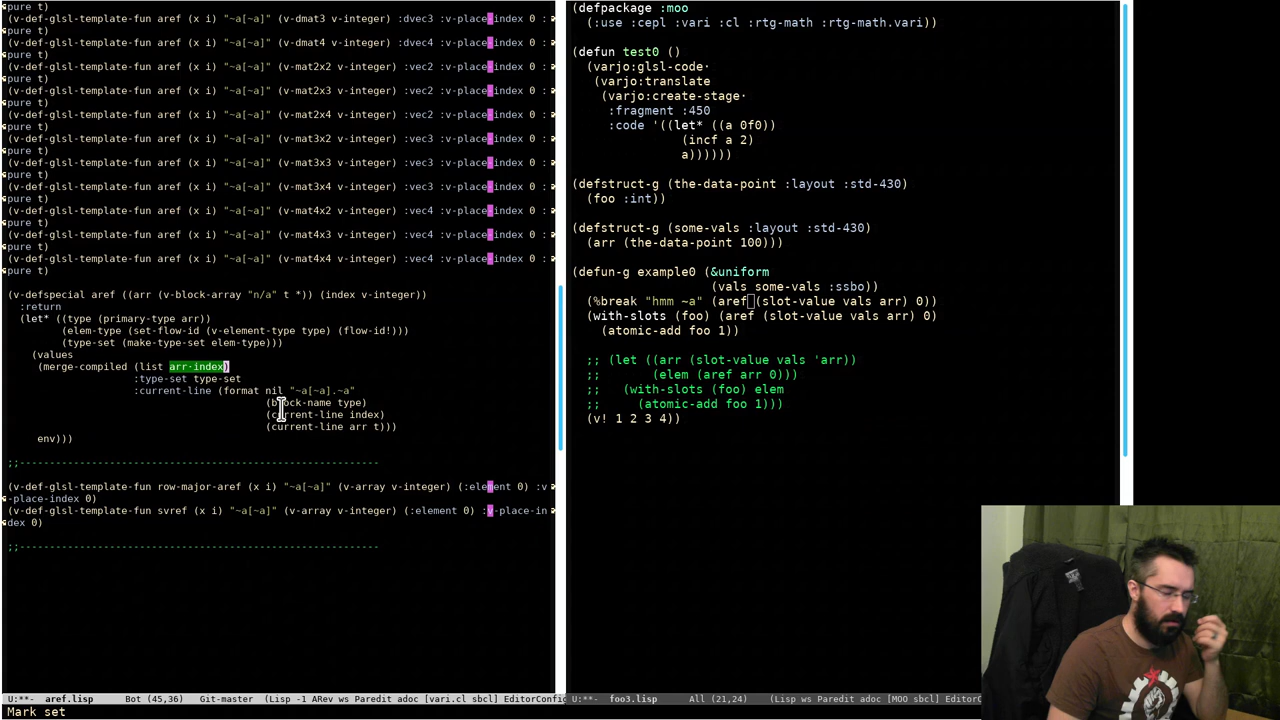 pure t)
(v-def-glsl-template-fun aref (x i) "~a[~a]" (v-dmat3 v-integer) :dvec3 :v-place-index 0 :
pure t)
(v-def-glsl-template-fun aref (x i) "~a[~a]" (v-dmat4 v-integer) :dvec4 :v-place-index 0 :
pure t)
(v-def-glsl-template-fun aref (x i) "~a[~a]" (v-mat2x2 v-integer) :vec2 :v-place-index 0 :
pure t)
(v-def-glsl-template-fun aref (x i) "~a[~a]" (v-mat2x3 v-integer) :vec2 :v-place-index 0 :
pure t)
(v-def-glsl-template-fun aref (x i) "~a[~a]" (v-mat2x4 v-integer) :vec2 :v-place-index 0 :
pure t)
(v-def-glsl-template-fun aref (x i) "~a[~a]" (v-mat3x2 v-integer) :vec3 :v-place-index 0 :
pure t)
(v-def-glsl-template-fun aref (x i) "~a[~a]" (v-mat3x3 v-integer) :vec3 :v-place-index 0 :
pure t)
(v-def-glsl-template-fun aref (x i) "~a[~a]" (v-mat3x4 v-integer) :vec3 :v-place-index 0 :
pure t)
(v-def-glsl-template-fun aref (x i) "~a[~a]" (v-mat4x2 v-integer) :vec4 :v-place-index 0 :
pure t)
(v-def-glsl-template-fun aref (x i) "~a[~a]" (v-mat4x3 v-integer) :vec4 :v-place-index 0 :
pure t)
(v-def-glsl-template-fun aref (x i) "~a[~a]" (v-mat4x4 v-integer) :vec4 :v-place-index 0 :
pure t)
(v-defspecial aref ((arr (v-block-array "n/a" t *)) (index v-integer))
:return
(let* ((type (primary-type arr))
(elem-type (set-flow-id (v-element-type type) (flow-id!)))
(type-set (make-type-set elem-type)))
(values
(merge-compiled (list arr-index)
:type-set type-set
:current-line (format nil "~a[~a].~a"
(block-name type)
(current-line index)
(current-line arr t)))
env)))
;;------------------------------------------------------------
(v-def-glsl-template-fun row-major-aref (x i) "~a[~a]" (v-array v-integer) (:element 0) :v
-place-index 0)
(v-def-glsl-template-fun svref (x i) "~a[~a]" (v-array v-integer) (:element 0) :v-place-in
dex 0)
;;------------------------------------------------------------
U:**- aref.lisp Bot (45,36) Git-master (Lisp -1 ARev ws Paredit adoc [vari.cl sbcl] EditorConfig
Mark set
(defpackage :moo
(:use :cepl :vari :cl :rtg-math :rtg-math.vari))
(defun test0 ()
(varjo:glsl-code·
(varjo:translate
(varjo:create-stage·
:fragment :450
:code '((let* ((a 0f0))
(incf a 2)
a))))))
(defstruct-g (the-data-point :layout :std-430)
(foo :int))
(defstruct-g (some-vals :layout :std-430)
(arr (the-data-point 100)))
(defun-g example0 (&uniform
(vals some-vals :ssbo))
(%break "hmm ~a" (aref (slot-value vals arr) 0))
(with-slots (foo) (aref (slot-value vals arr) 0)
(atomic-add foo 1))
;; (let ((arr (slot-value vals 'arr))
;; (elem (aref arr 0)))
;; (with-slots (foo) elem
;; (atomic-add foo 1)))
(v! 1 2 3 4))
U:**- foo3.lisp All (21,24) (Lisp ARev ws Paredit adoc [MOO sbcl] EditorC